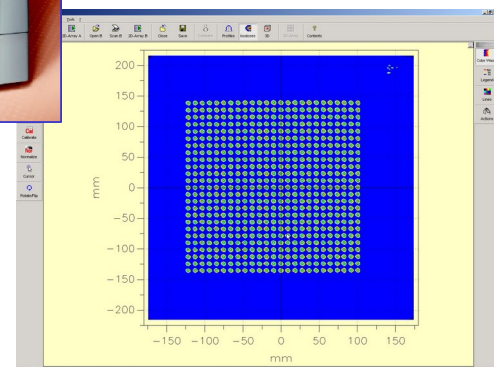 2D-Array A Open B Scan B 2D-Array B Close Save Profiles Isodoses 3D Contents
Color Wash
Legend
Lines
Actions
Calibrate
Normalize
Cursor
Rotate/Flip
200
150
100
50
0
−50
−100
−150
−200
mm
−150 −100 −50 0 50 100 150
mm